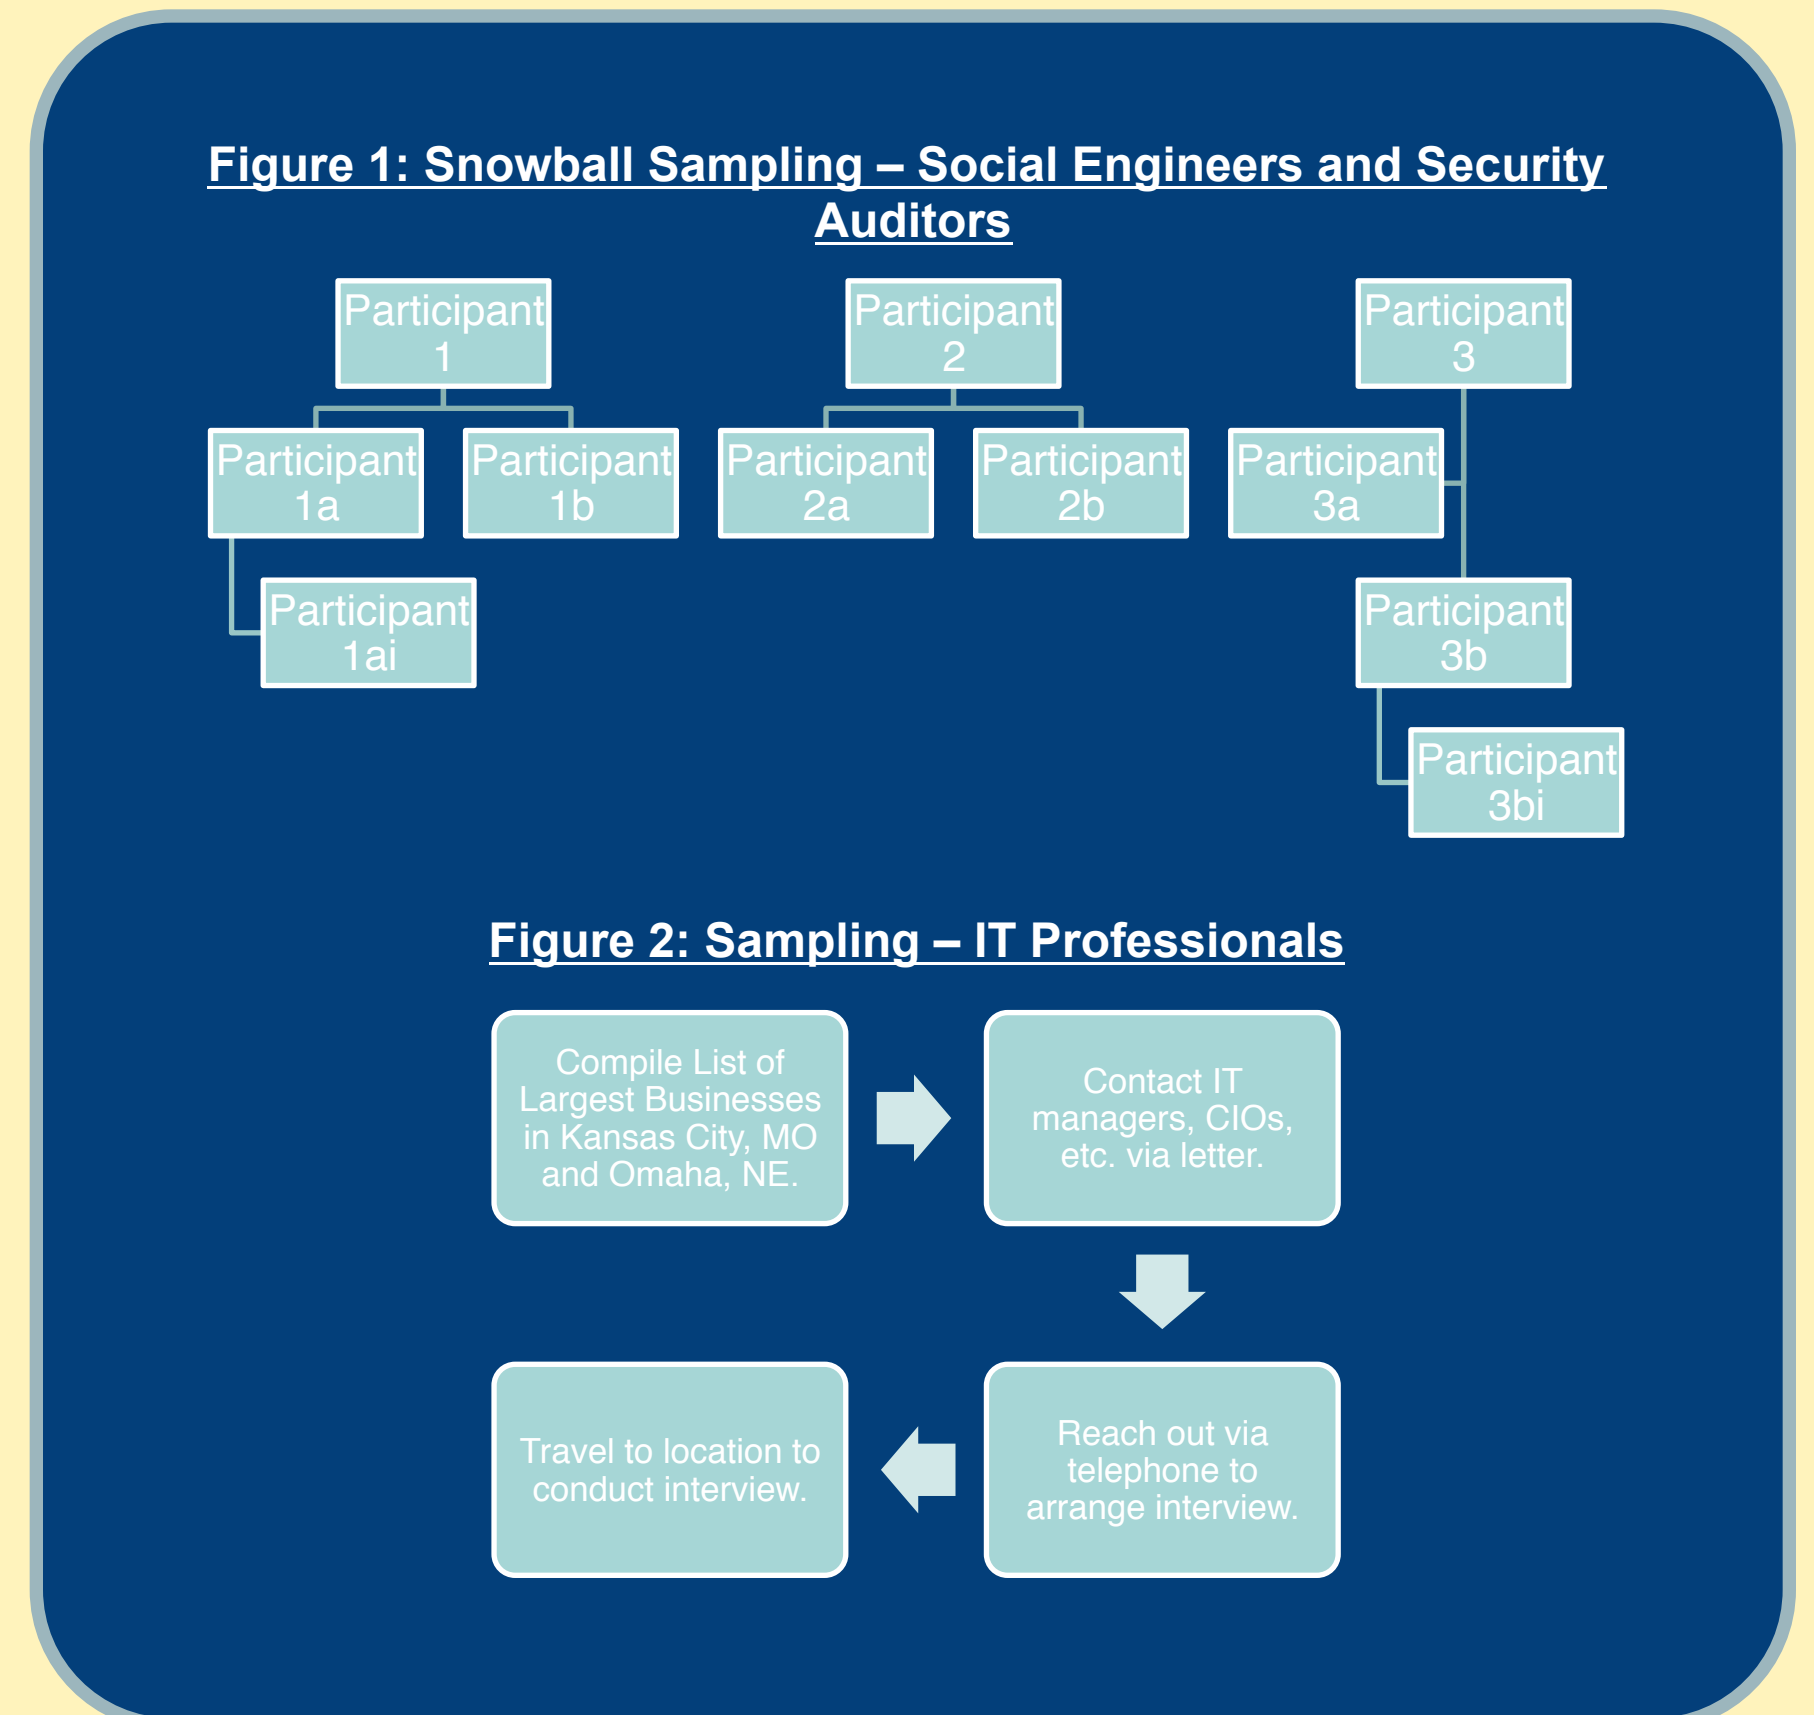 Figure 1: Snowball Sampling – Social Engineers and Security
Auditors
Participant
1
Participant
2
Participant
3
Participant
1a
Participant
1b
Participant
2a
Participant
2b
Participant
3a
Participant
1ai
Participant
3b
Participant
3bi
Figure 2: Sampling – IT Professionals
Compile List of
Largest Businesses
in Kansas City, MO
and Omaha, NE.
Contact IT
managers, CIOs,
etc. via letter.
Reach out via
telephone to
arrange interview.
Travel to location to
conduct interview.